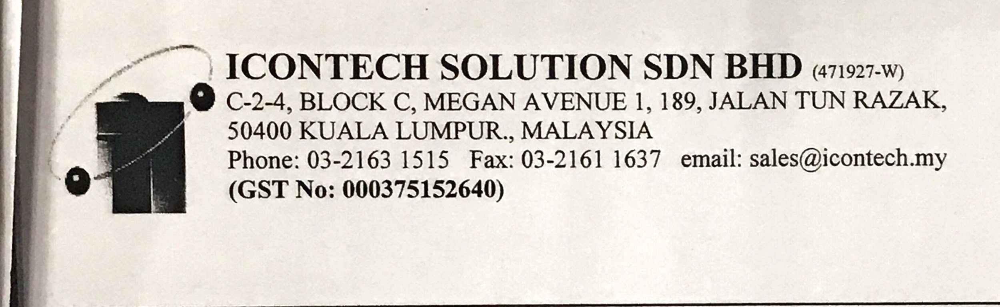 ICONTECH SOLUTION SDN BHD (471927-W)
C-2-4, BLOCK C, MEGAN AVENUE 1, 189, JALAN TUN RAZAK,
50400 KUALA LUMPUR., MALAYSIA
Phone: 03-2163 1515 Fax: 03-2161 1637 email: sales@icontech.my
(GST No: 000375152640)